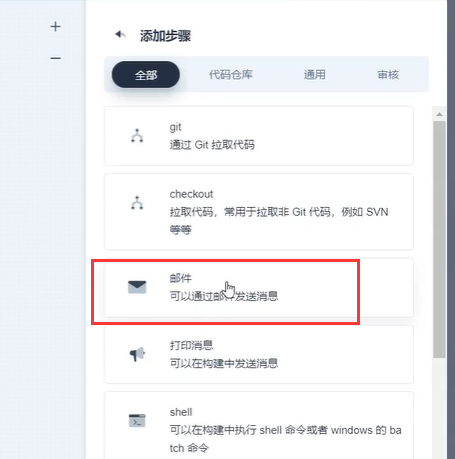 添加步骤
全部 代码仓库 通用 审核
git
通过 Git 拉取代码
checkout
拉取代码，常用于拉取非 Git 代码，例如 SVN
等等
邮件
可以通过邮件发送消息
打印消息
可以在构建中发送消息
shell
可以在构建中执行 shell 命令或者 windows 的 ba
tch 命令